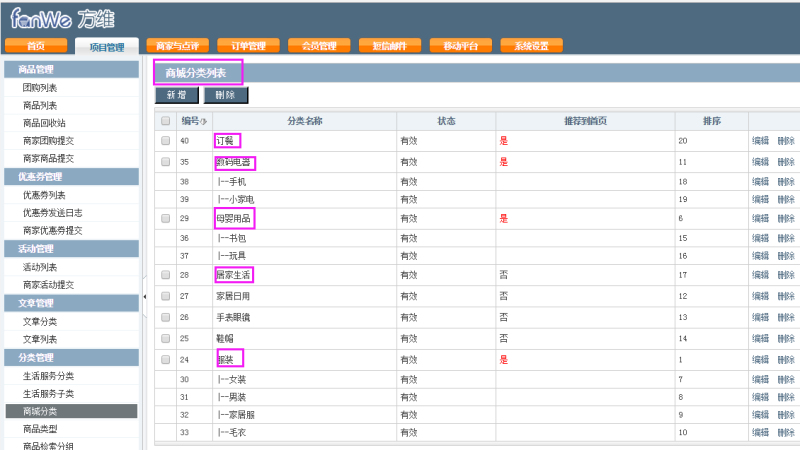 fanWe 方维
首页 项目管理 商家与点评 订单管理 会员管理 短信邮件 移动平台 系统设置
商品管理
团购列表
商品列表
商品回收站
商家团购提交
商家商品提交
优惠券管理
优惠券列表
优惠券发送日志
商家优惠券提交
活动管理
活动列表
商家活动提交
文章管理
文章分类
文章列表
分类管理
生活服务分类
生活服务子类
商城分类
商品类型
商品检索分组
商城分类列表
新增 删除
编号 分类名称 状态 推荐到首页 排序
40 订餐 有效 是 20 编辑 删除
35 数码电器 有效 是 11 编辑 删除
38 |--手机 有效 18 编辑 删除
39 |--小家电 有效 19 编辑 删除
29 母婴用品 有效 是 6 编辑 删除
36 |--书包 有效 15 编辑 删除
37 |--玩具 有效 16 编辑 删除
28 居家生活 有效 否 17 编辑 删除
27 家居日用 有效 否 12 编辑 删除
26 手表眼镜 有效 否 13 编辑 删除
25 鞋帽 有效 否 14 编辑 删除
24 服装 有效 是 1 编辑 删除
30 |--女装 有效 7 编辑 删除
31 |--男装 有效 8 编辑 删除
32 |--家居服 有效 9 编辑 删除
33 |--毛衣 有效 10 编辑 删除